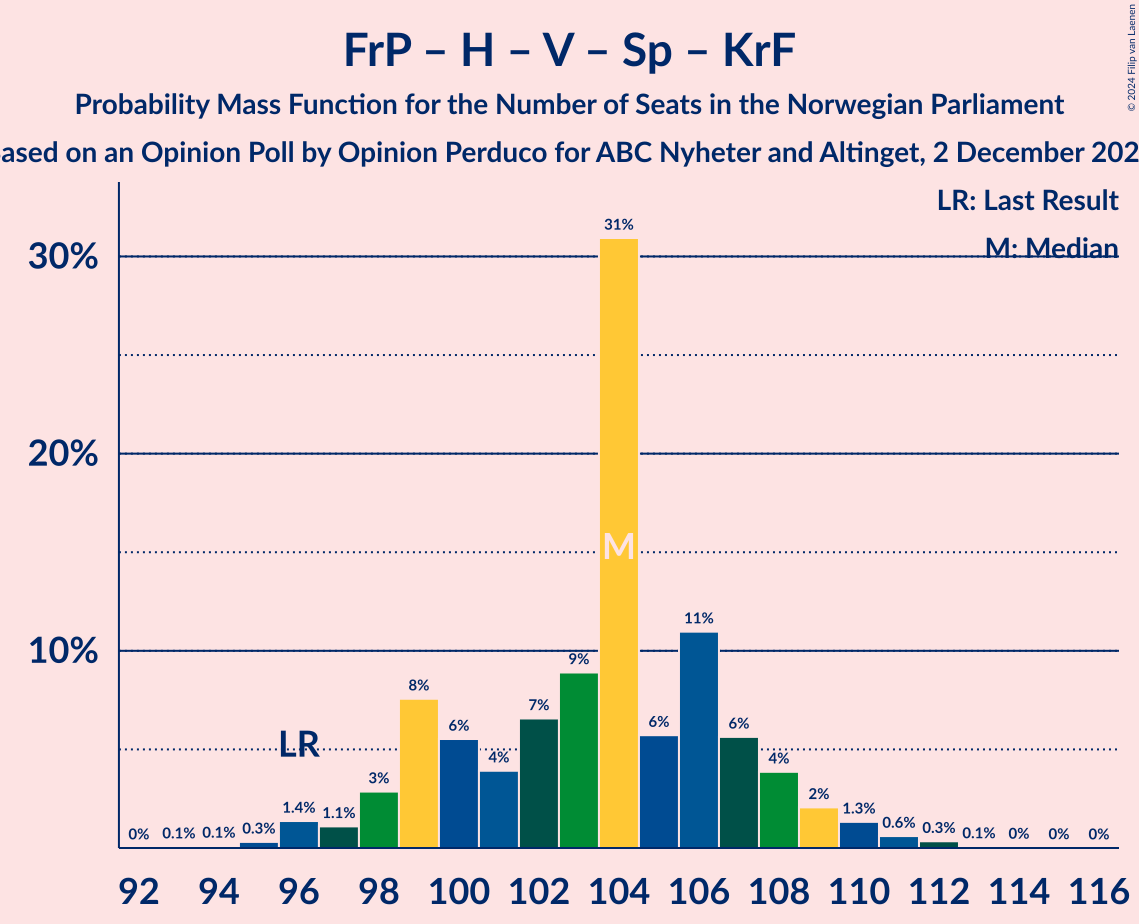 FrP – H – V – Sp – KrF
Probability Mass Function for the Number of Seats in the Norwegian Parliament
ased on an Opinion Poll by Opinion Perduco for ABC Nyheter and Altinget, 2 December 202
© 2024 Filip van Laenen
LR: Last Result
M: Median
30%
20%
10%
0% 0.1% 0.1% 0.3% 1.4% 1.1% 3% 8% 6% 4% 7% 9% 31% 6% 11% 6% 4% 2% 1.3% 0.6% 0.3% 0.1% 0% 0% 0%
LR
M
92 94 96 98 100 102 104 106 108 110 112 114 116